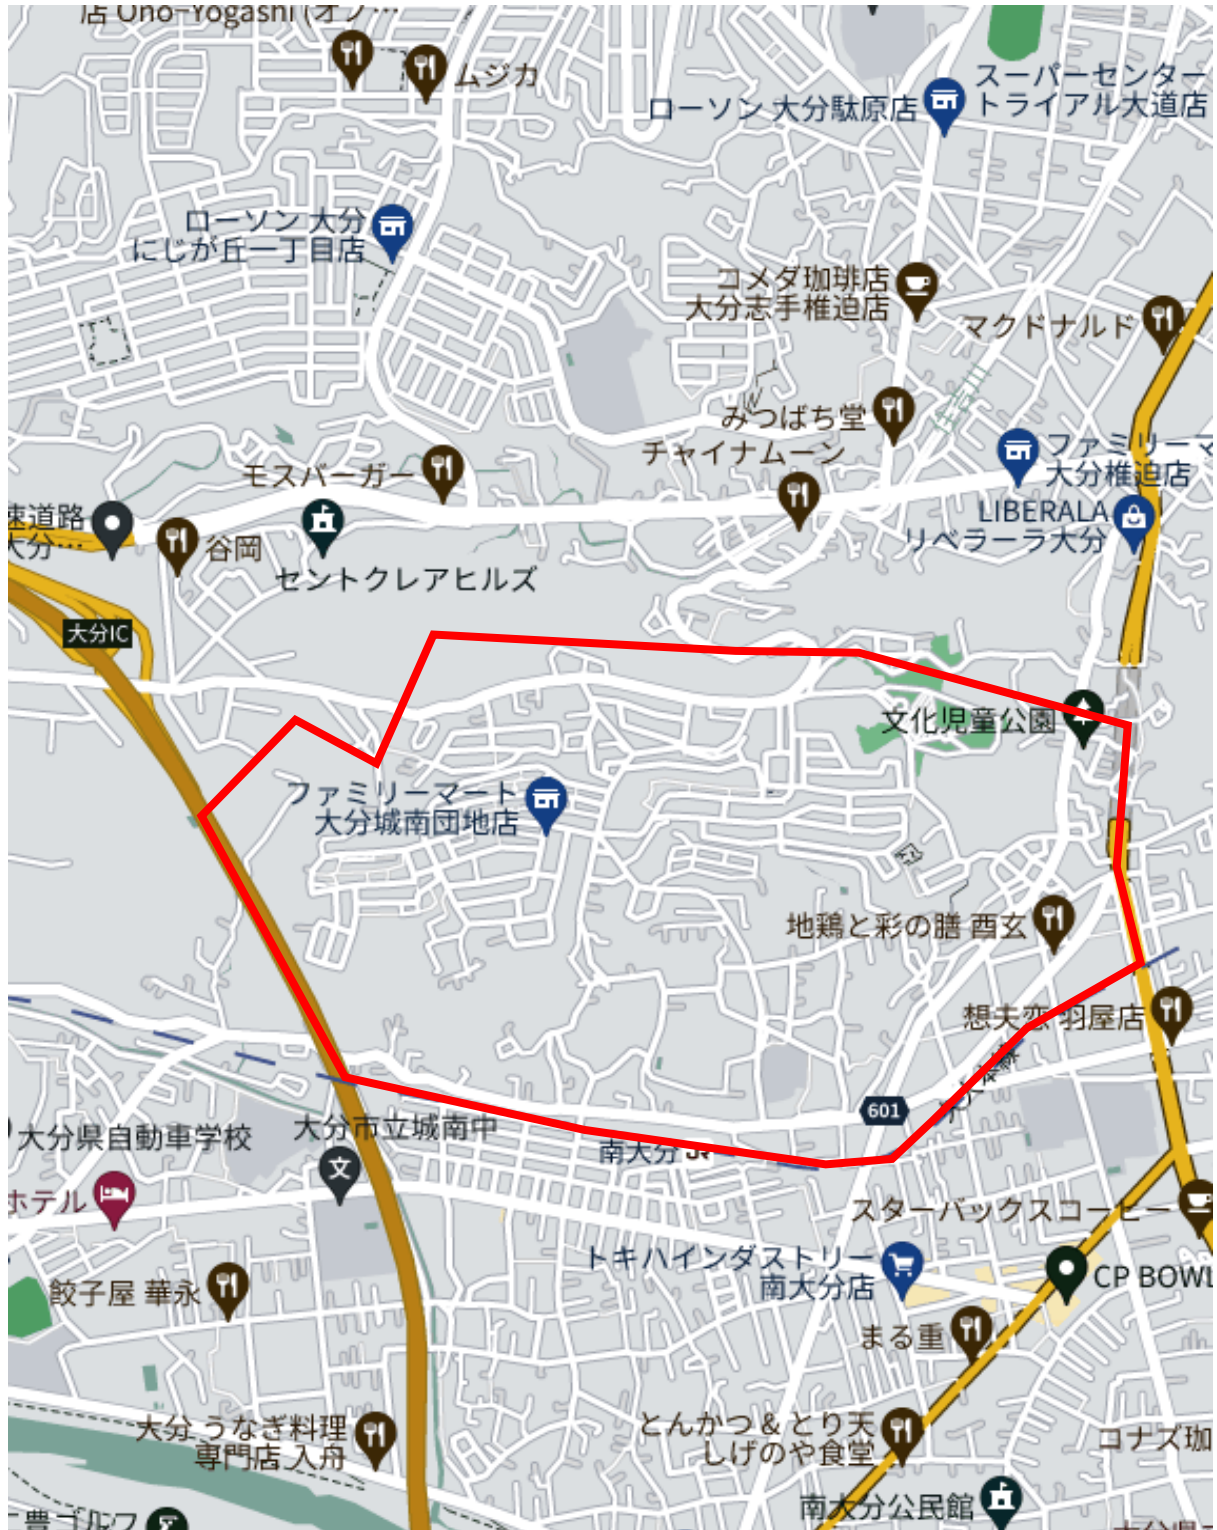 店 Ono-Yogashi (オノ…
ムジカ
スーパーセンター
トライアル大道店
ローソン 大分駄原店
ローソン 大分
にじが丘一丁目店
コメダ珈琲店
大分志手椎迫店
マクドナルド
みつばち堂
チャイナムーン
モスバーガー
ファミリーマ
大分椎迫店
LIBERALA
リベラーラ大分
速道路
大分…
谷岡
セントクレアヒルズ
大分IC
文化児童公園
ファミリーマート
大分城南団地店
地鶏と彩の膳 酉玄
想夫恋 羽屋店
601
大分市立城南中
大分県自動車学校
南大分
ホテル
スターバックスコーヒー
トキハインダストリー
南大分店
CP BOWL
餃子屋 華永
まる重
大分 うなぎ料理
専門店 入舟
とんかつ & とり天
しげのや食堂
コナズ珈
南大分公民館